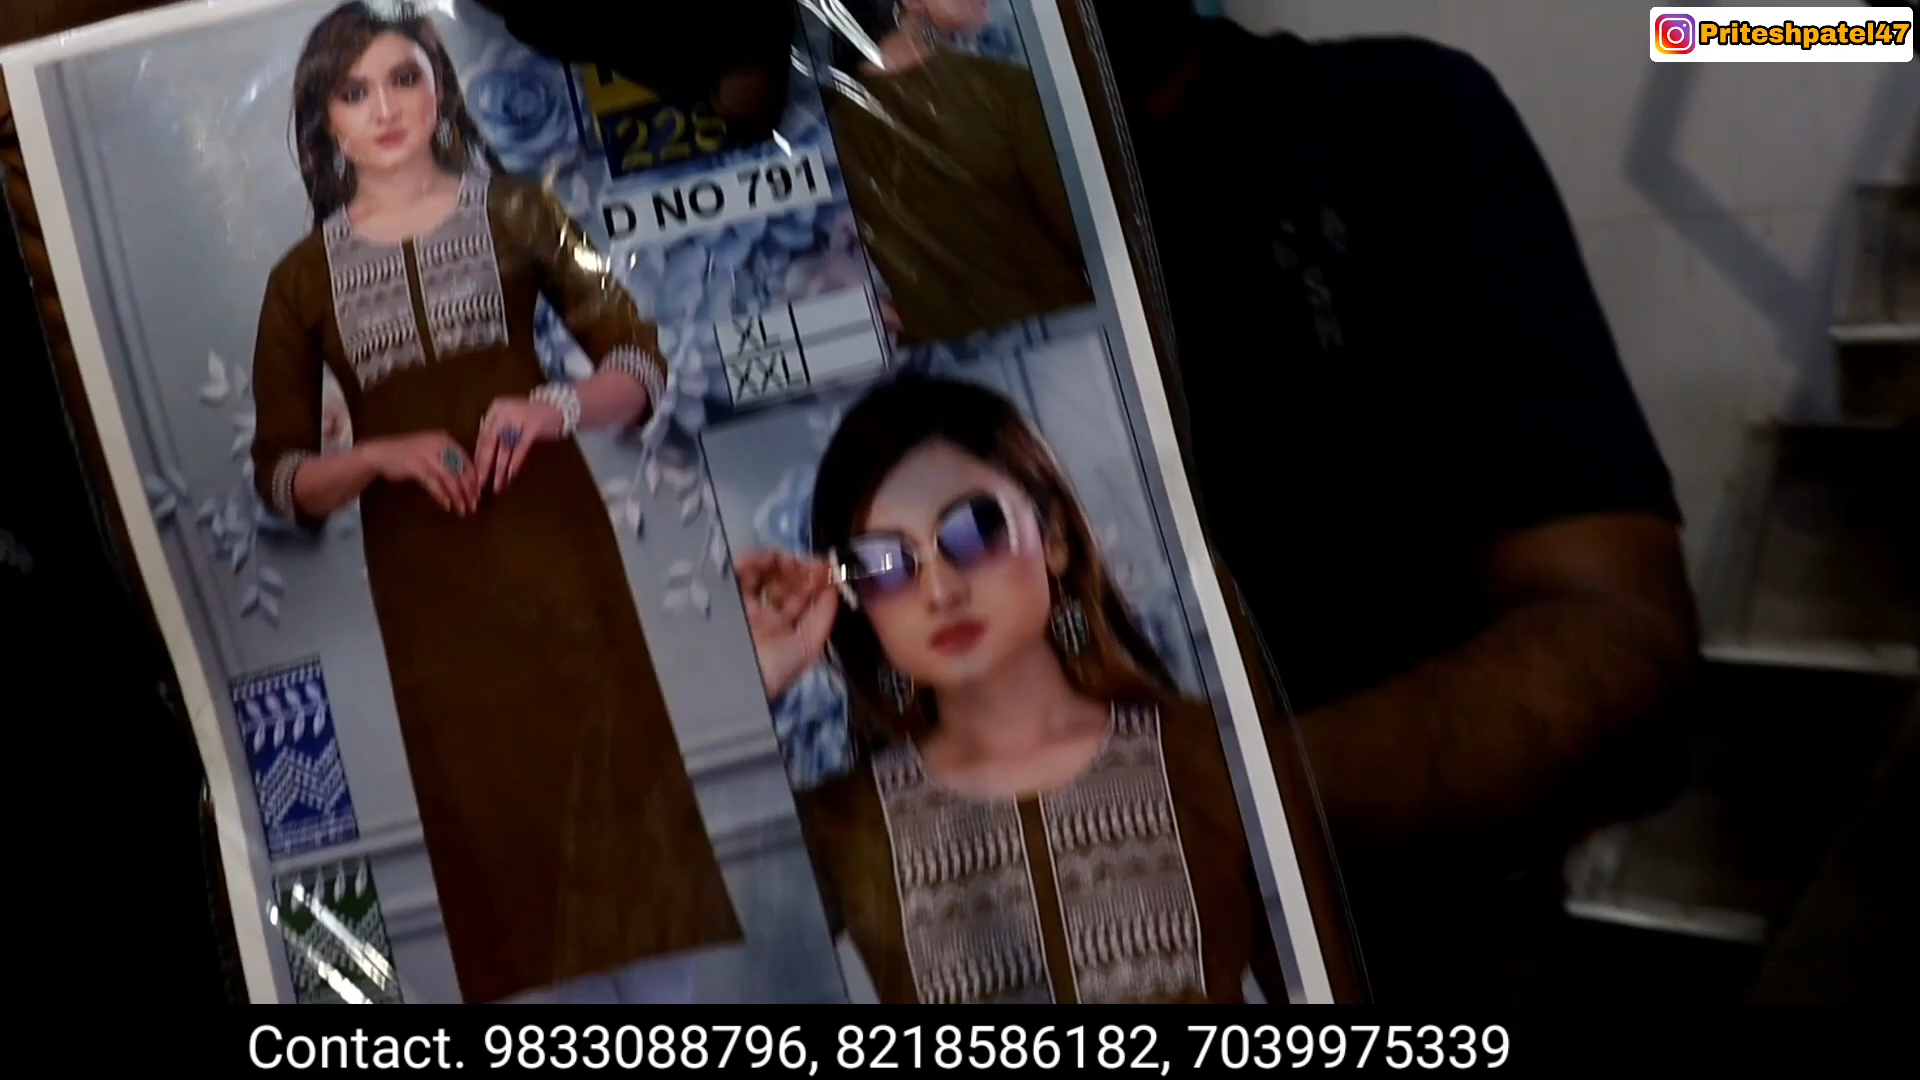 Priteshpatel47
228
D NO 791
XL
XXL
Contact. 9833088796, 8218586182, 7039975339